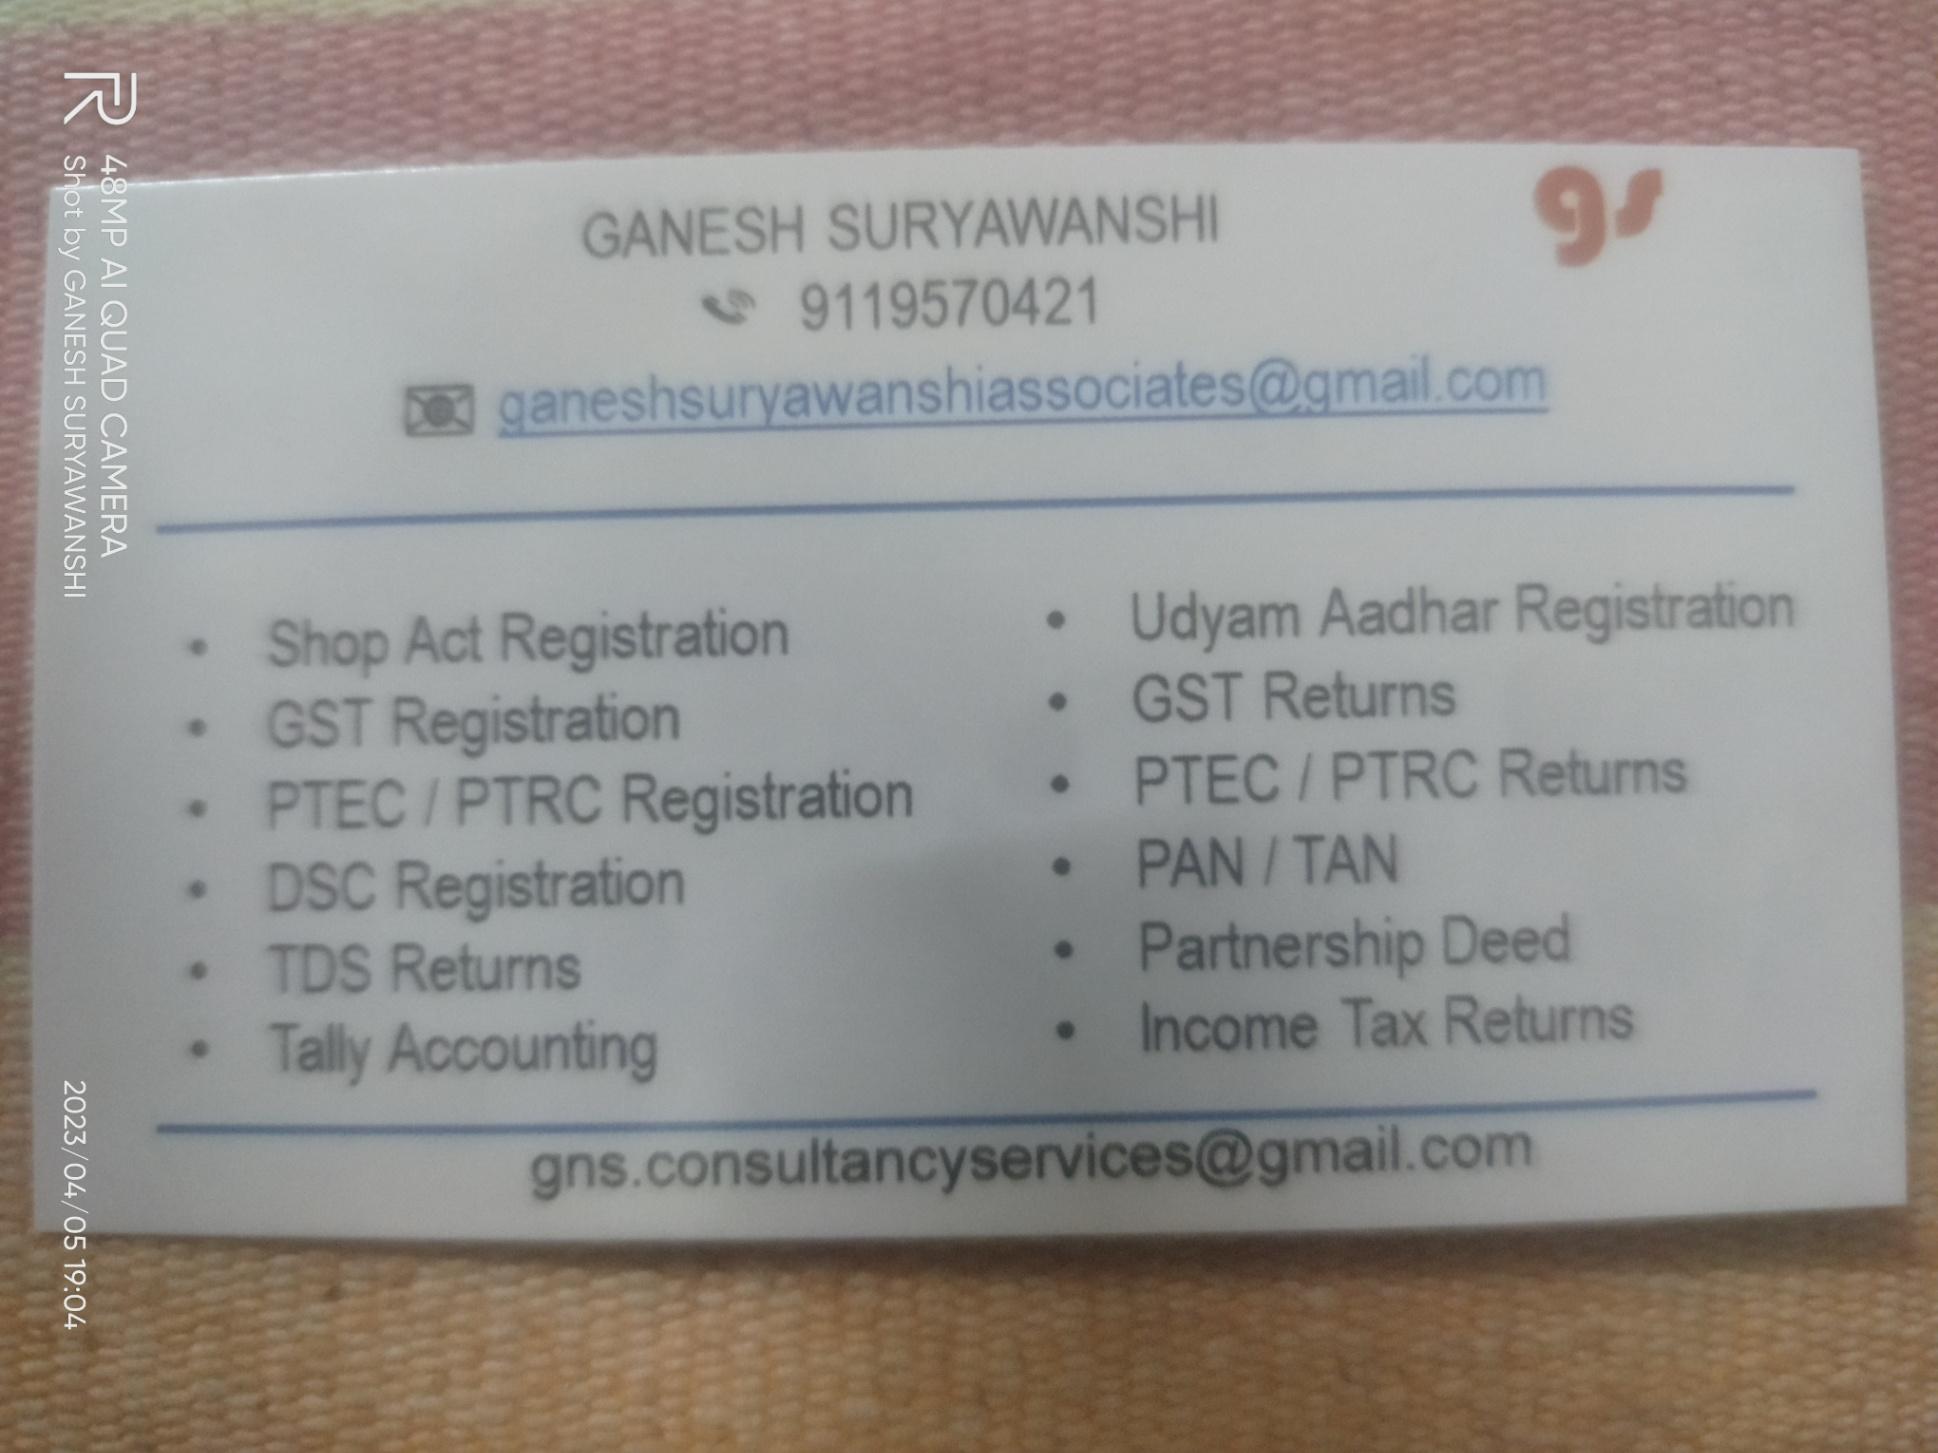 GANESH SURYAWANSHI
gs
9119570421
ganeshsuryawanshiassociates@gmail.com
• Shop Act Registration
• GST Registration
• PTEC / PTRC Registration
• DSC Registration
• TDS Returns
• Tally Accounting
• Udyam Aadhar Registration
• GST Returns
• PTEC / PTRC Returns
• PAN / TAN
• Partnership Deed
• Income Tax Returns
gns.consultancyservices@gmail.com
R
48MP AI QUAD CAMERA
Shot by GANESH SURYAWANSHI
2023/04/05 19:04